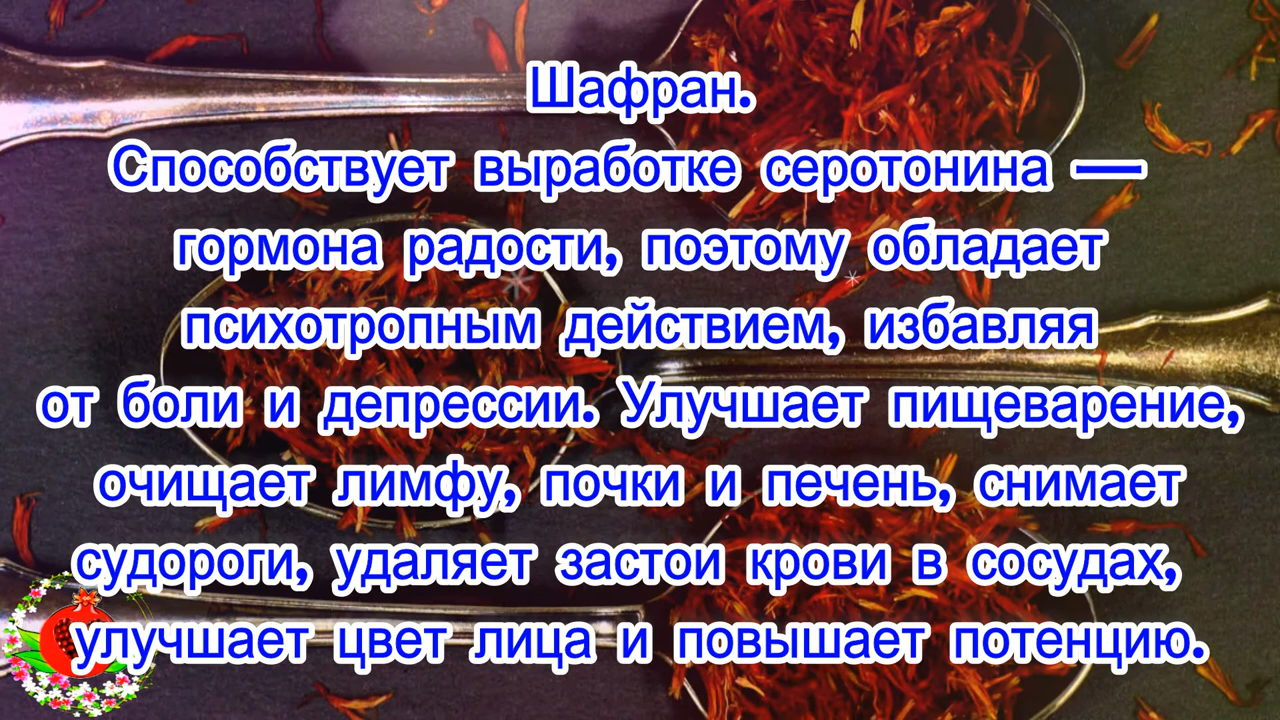 Шафран.
Способствует выработке серотонина —
гормона радости, поэтому обладает
психотропным действием, избавляя
от боли и депрессии. Улучшает пищеварение,
очищает лимфу, почки и печень, снимает
судороги, удаляет застои крови в сосудах,
улучшает цвет лица и повышает потенцию.